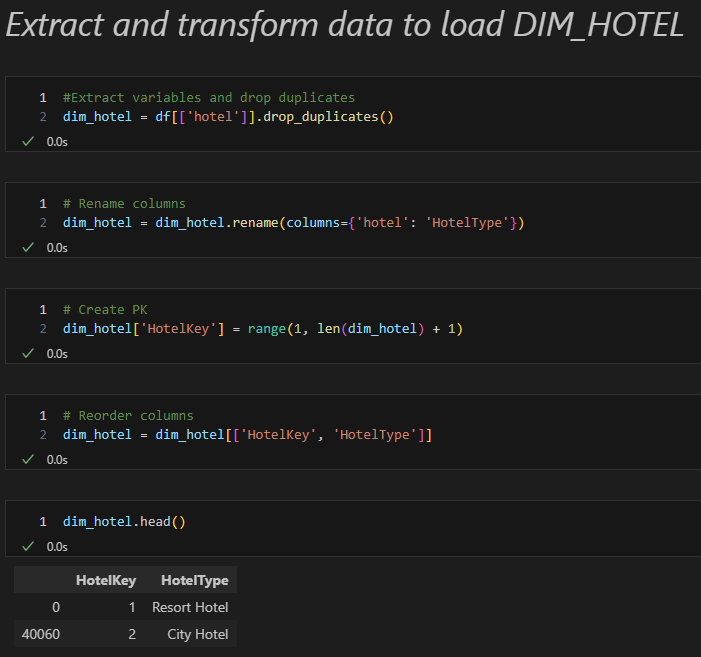 Extract and transform data to load DIM_HOTEL
1 #Extract variables and drop duplicates
2 dim_hotel = df[['hotel']].drop_duplicates()
✓ 0.0s
1 # Rename columns
2 dim_hotel = dim_hotel.rename(columns={'hotel': 'HotelType'})
✓ 0.0s
1 # Create PK
2 dim_hotel['HotelKey'] = range(1, len(dim_hotel) + 1)
✓ 0.0s
1 # Reorder columns
2 dim_hotel = dim_hotel[['HotelKey', 'HotelType']]
✓ 0.0s
1 dim_hotel.head()
✓ 0.0s
HotelKey HotelType
0 1 Resort Hotel
40060 2 City Hotel